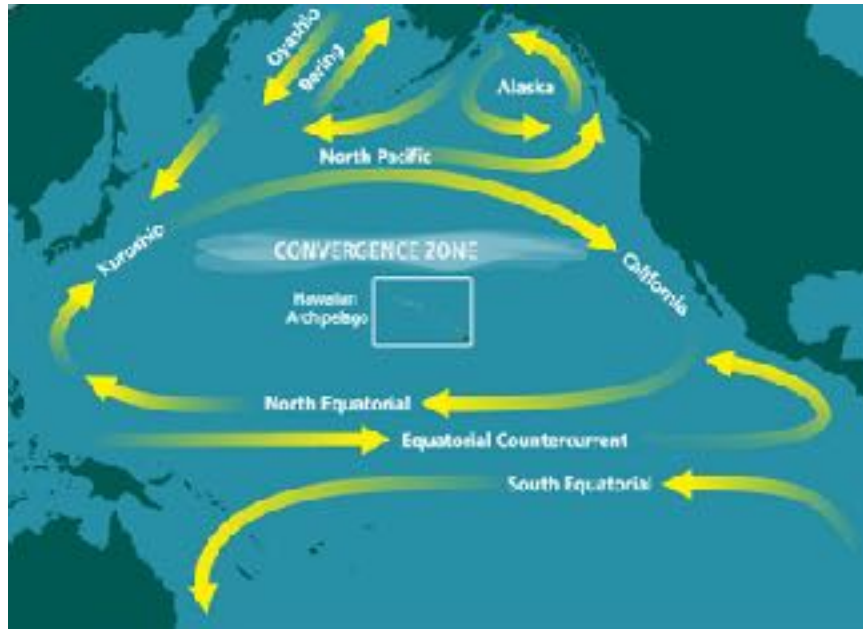 Oyashio
Bering
Alaska
North Pacific
Kuroshio
CONVERGENCE ZONE
California
Hawaiian
Archipelago
North Equatorial
Equatorial Countercurrent
South Equatorial